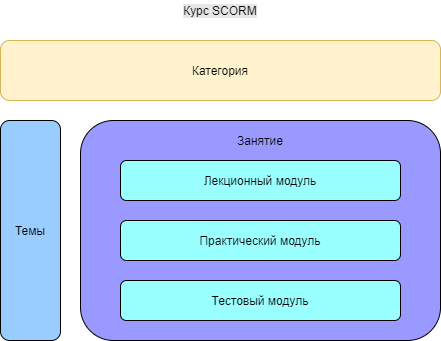 Курс SCORM
Категория
Темы
Занятие
Лекционный модуль
Практический модуль
Тестовый модуль